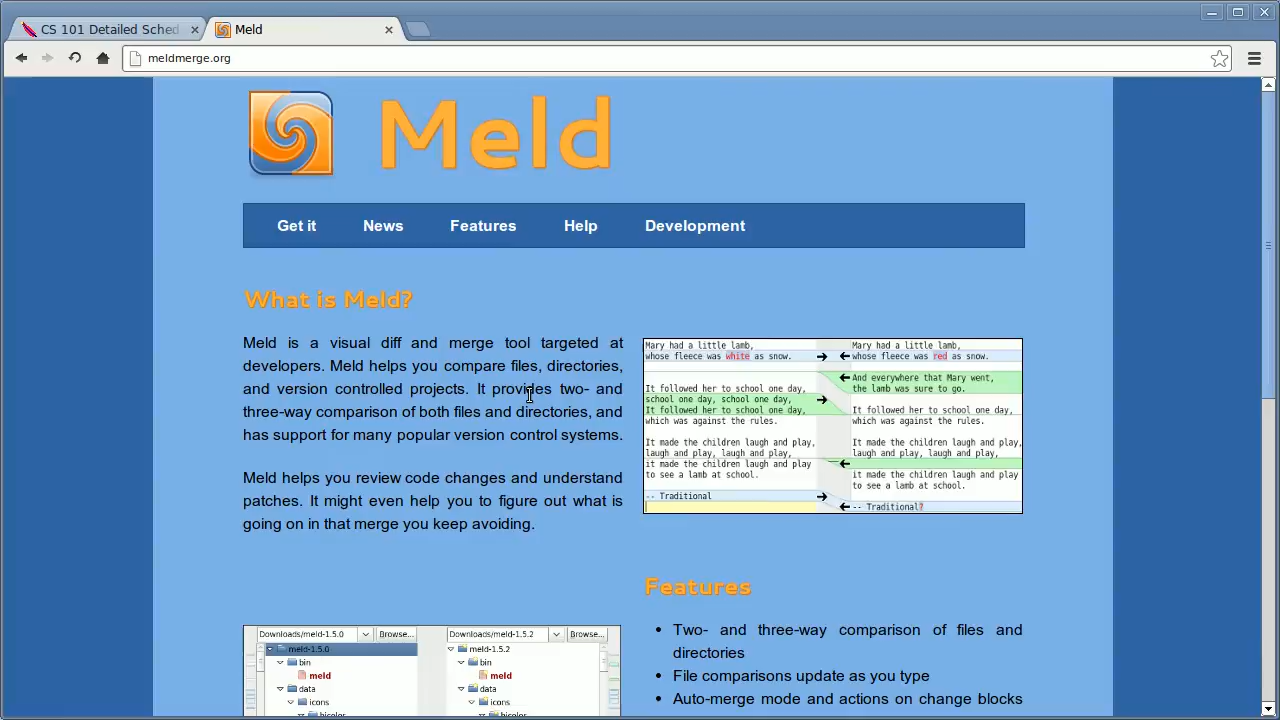 CS 101 Detailed Sched
Meld
meldmerge.org
Meld
Get it
News
Features
Help
Development
What is Meld?
Meld is a visual diff and merge tool targeted at
developers. Meld helps you compare files, directories,
and version controlled projects. It provides two- and
three-way comparison of both files and directories, and
has support for many popular version control systems.
Meld helps you review code changes and understand
patches. It might even help you to figure out what is
going on in that merge you keep avoiding.
Mary had a little lamb,
whose fleece was white as snow.
It followed her to school one day,
school one day, school one day,
It followed her to school one day,
which was against the rules.
It made the children laugh and play,
laugh and play, laugh and play,
it made the children laugh and play
to see a lamb at school.
-- Traditional
Mary had a little lamb,
whose fleece was red as snow.
And everywhere that Mary went,
the lamb was sure to go.
It followed her to school one day,
which was against the rules.
It made the children laugh and play,
laugh and play, laugh and play,
it made the children laugh and play
to see a lamb at school.
-- Traditional?
Features
Two- and three-way comparison of files and
directories
File comparisons update as you type
Auto-merge mode and actions on change blocks
Downloads/meld-1.5.0
Browse...
meld-1.5.0
bin
meld
data
icons
hicolor
Downloads/meld-1.5.2
Browse...
meld-1.5.2
bin
meld
data
icons
hicolor